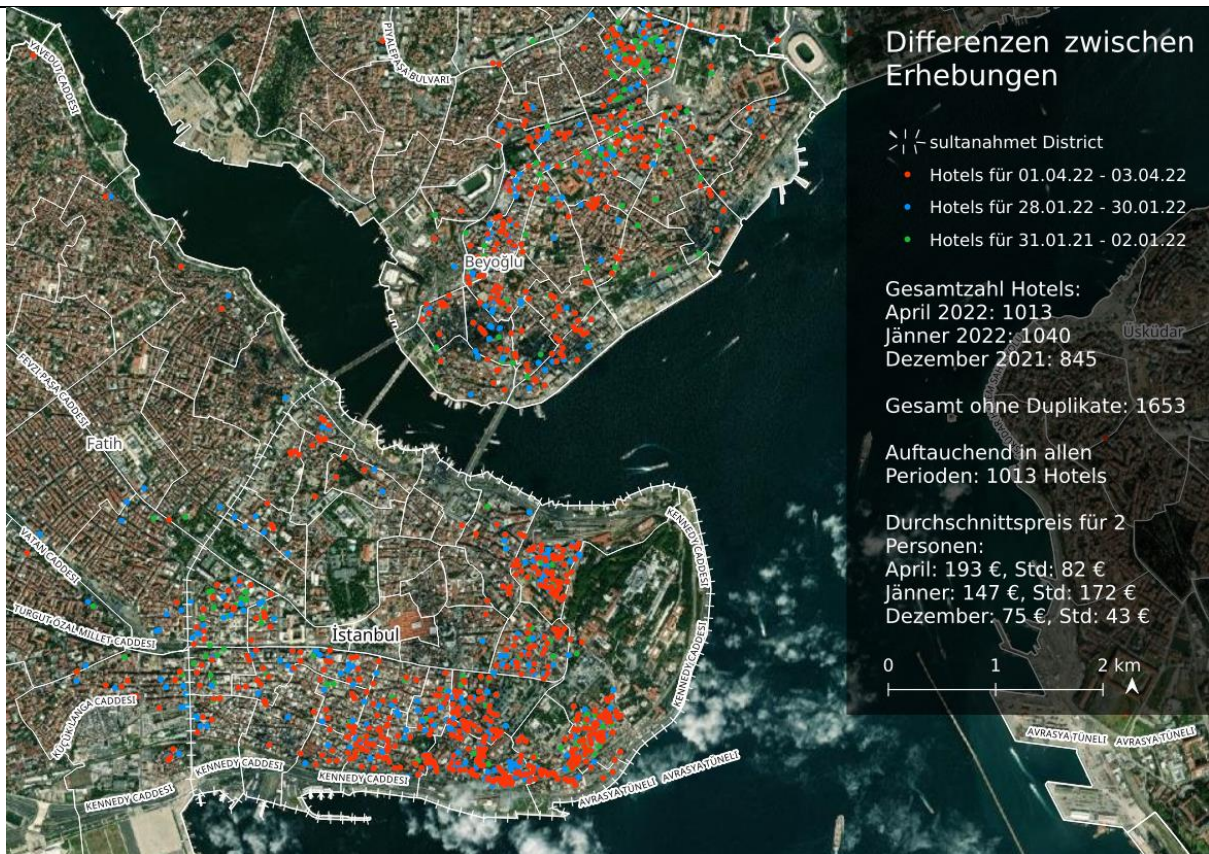 YAVEDUT CADDESI
PIYALEPAŞA BULVARI
Differenzen zwischen
Erhebungen
sultanahmet District
Hotels für 01.04.22 - 03.04.22
Hotels für 28.01.22 - 30.01.22
Hotels für 31.01.21 - 02.01.22
Beyoğlu
Gesamtzahl Hotels:
April 2022: 1013
Jänner 2022: 1040
Dezember 2021: 845
Üsküdar
Gesamt ohne Duplikate: 1653
FEVZI PAŞA CADDESI
Fatih
Auftauchend in allen
Perioden: 1013 Hotels
Durchschnittspreis für 2
Personen:
April: 193 €, Std: 82 €
Jänner: 147 €, Std: 172 €
Dezember: 75 €, Std: 43 €
KENNEDY CADDESI
VATAN CADDESI
TURGUT ÖZAL MILLET CADDESI
İstanbul
KENNEDY CADDESI
0 1 2 km
KÜÇÜK LANGA CADDESI
KENNEDY CADDESI
KENNEDY CADDESI
KENNEDY CADDESI
AVRASYA TÜNELI
AVRASYA TÜNELI
AVRASYA TÜNELI
AVRASYA TÜNELI